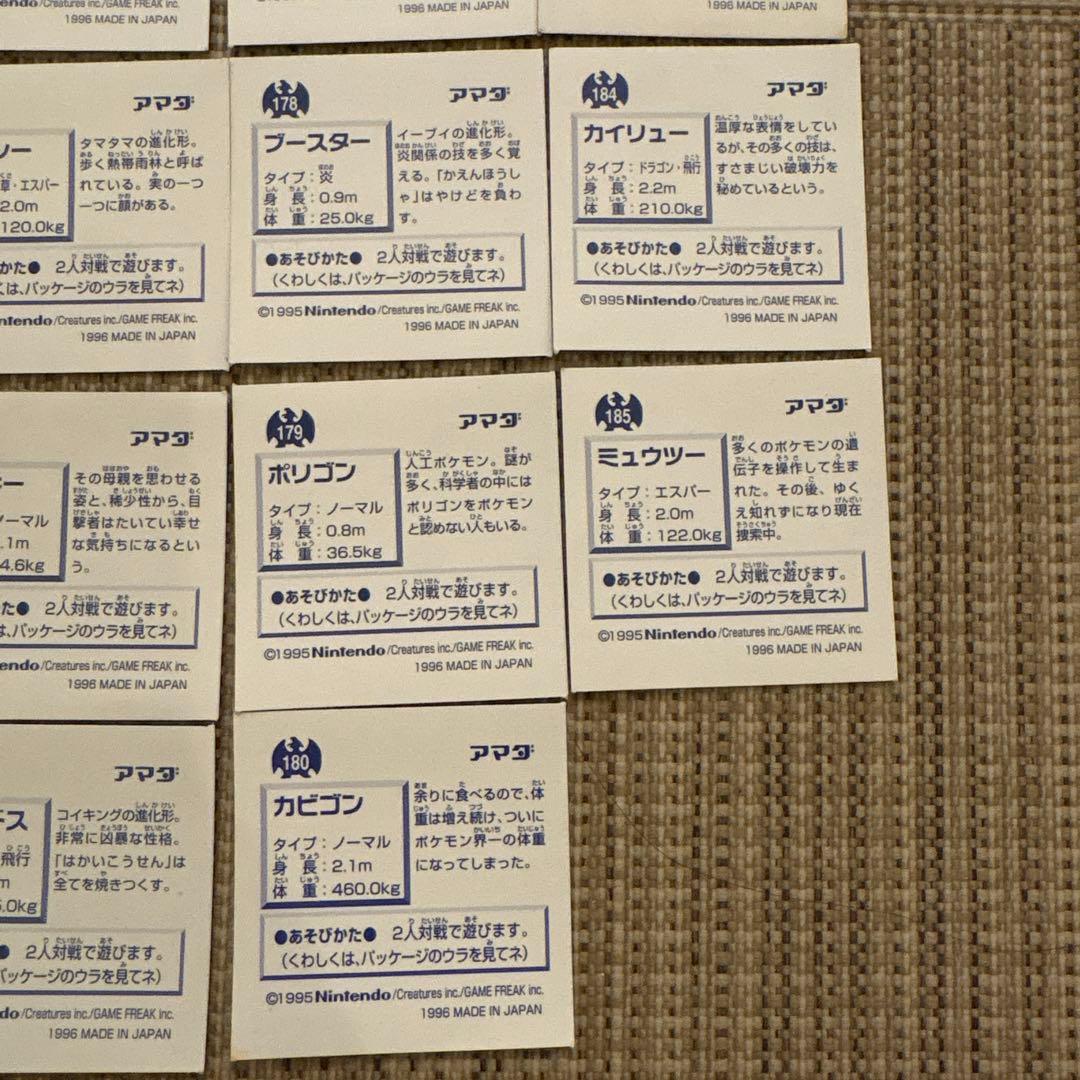 1996 MADE IN JAPAN
1996 MADE IN JAPAN
アマダ
タマタマの進化形。
歩く熱帯雨林と呼ば
れている。実の一つ
一つに顔がある。
草・エスパー
2.0m
120.0kg
2人対戦で遊びます。
パッケージのウラを見てネ)
/Creatures inc./GAME FREAK inc.
1996 MADE IN JAPAN
178
アマダ
ブースター
タイプ：炎
身長：0.9m
体重：25.0kg
イーブイの進化形。
炎関係の技を多く覚
える。「かえんほうし
ゃ」はやけどを負わ
す。
●あそびかた● 2人対戦で遊びます。
(くわしくは、パッケージのウラを見てネ)
©1995 Nintendo/Creatures inc./GAME FREAK inc.
1996 MADE IN JAPAN
184
アマダ
カイリュー
タイプ：ドラゴン・飛行
身長：2.2m
体重：210.0kg
温厚な表情をしてい
るが、その多くの技は、
すさまじい破壊力を
秘めているという。
●あそびかた● 2人対戦で遊びます。
(くわしくは、パッケージのウラを見てネ)
©1995 Nintendo/Creatures inc./GAME FREAK inc.
1996 MADE IN JAPAN
アマダ
その母親を思わせる
姿と、稀少性から、目
撃者はたいてい幸せ
な気持ちになるとい
う。
ノーマル
.1m
4.6kg
2人対戦で遊びます。
パッケージのウラを見てネ)
/Creatures inc./GAME FREAK inc.
1996 MADE IN JAPAN
179
アマダ
ポリゴン
タイプ：ノーマル
身長：0.8m
体重：36.5kg
人工ポケモン。謎が
多く、科学者の中には
ポリゴンをポケモン
と認めない人もいる。
●あそびかた● 2人対戦で遊びます。
(くわしくは、パッケージのウラを見てネ)
©1995 Nintendo/Creatures inc./GAME FREAK inc.
1996 MADE IN JAPAN
185
アマダ
ミュウツー
タイプ：エスパー
身長：2.0m
体重：122.0kg
多くのポケモンの遺
伝子を操作して生ま
れた。その後、ゆく
え知れずになり現在
捜索中。
●あそびかた● 2人対戦で遊びます。
(くわしくは、パッケージのウラを見てネ)
©1995 Nintendo/Creatures inc./GAME FREAK inc.
1996 MADE IN JAPAN
アマダ
コイキングの進化形。
非常に凶暴な性格。
「はかいこうせん」は
全てを焼きつくす。
飛行
2人対戦で遊びます。
パッケージのウラを見てネ)
/Creatures inc./GAME FREAK inc.
1996 MADE IN JAPAN
180
アマダ
カビゴン
タイプ：ノーマル
身長：2.1m
体重：460.0kg
余りに食べるので、体
重は増え続け、ついに
ポケモン界一の体重
になってしまった。
●あそびかた● 2人対戦で遊びます。
(くわしくは、パッケージのウラを見てネ)
©1995 Nintendo/Creatures inc./GAME FREAK inc.
1996 MADE IN JAPAN